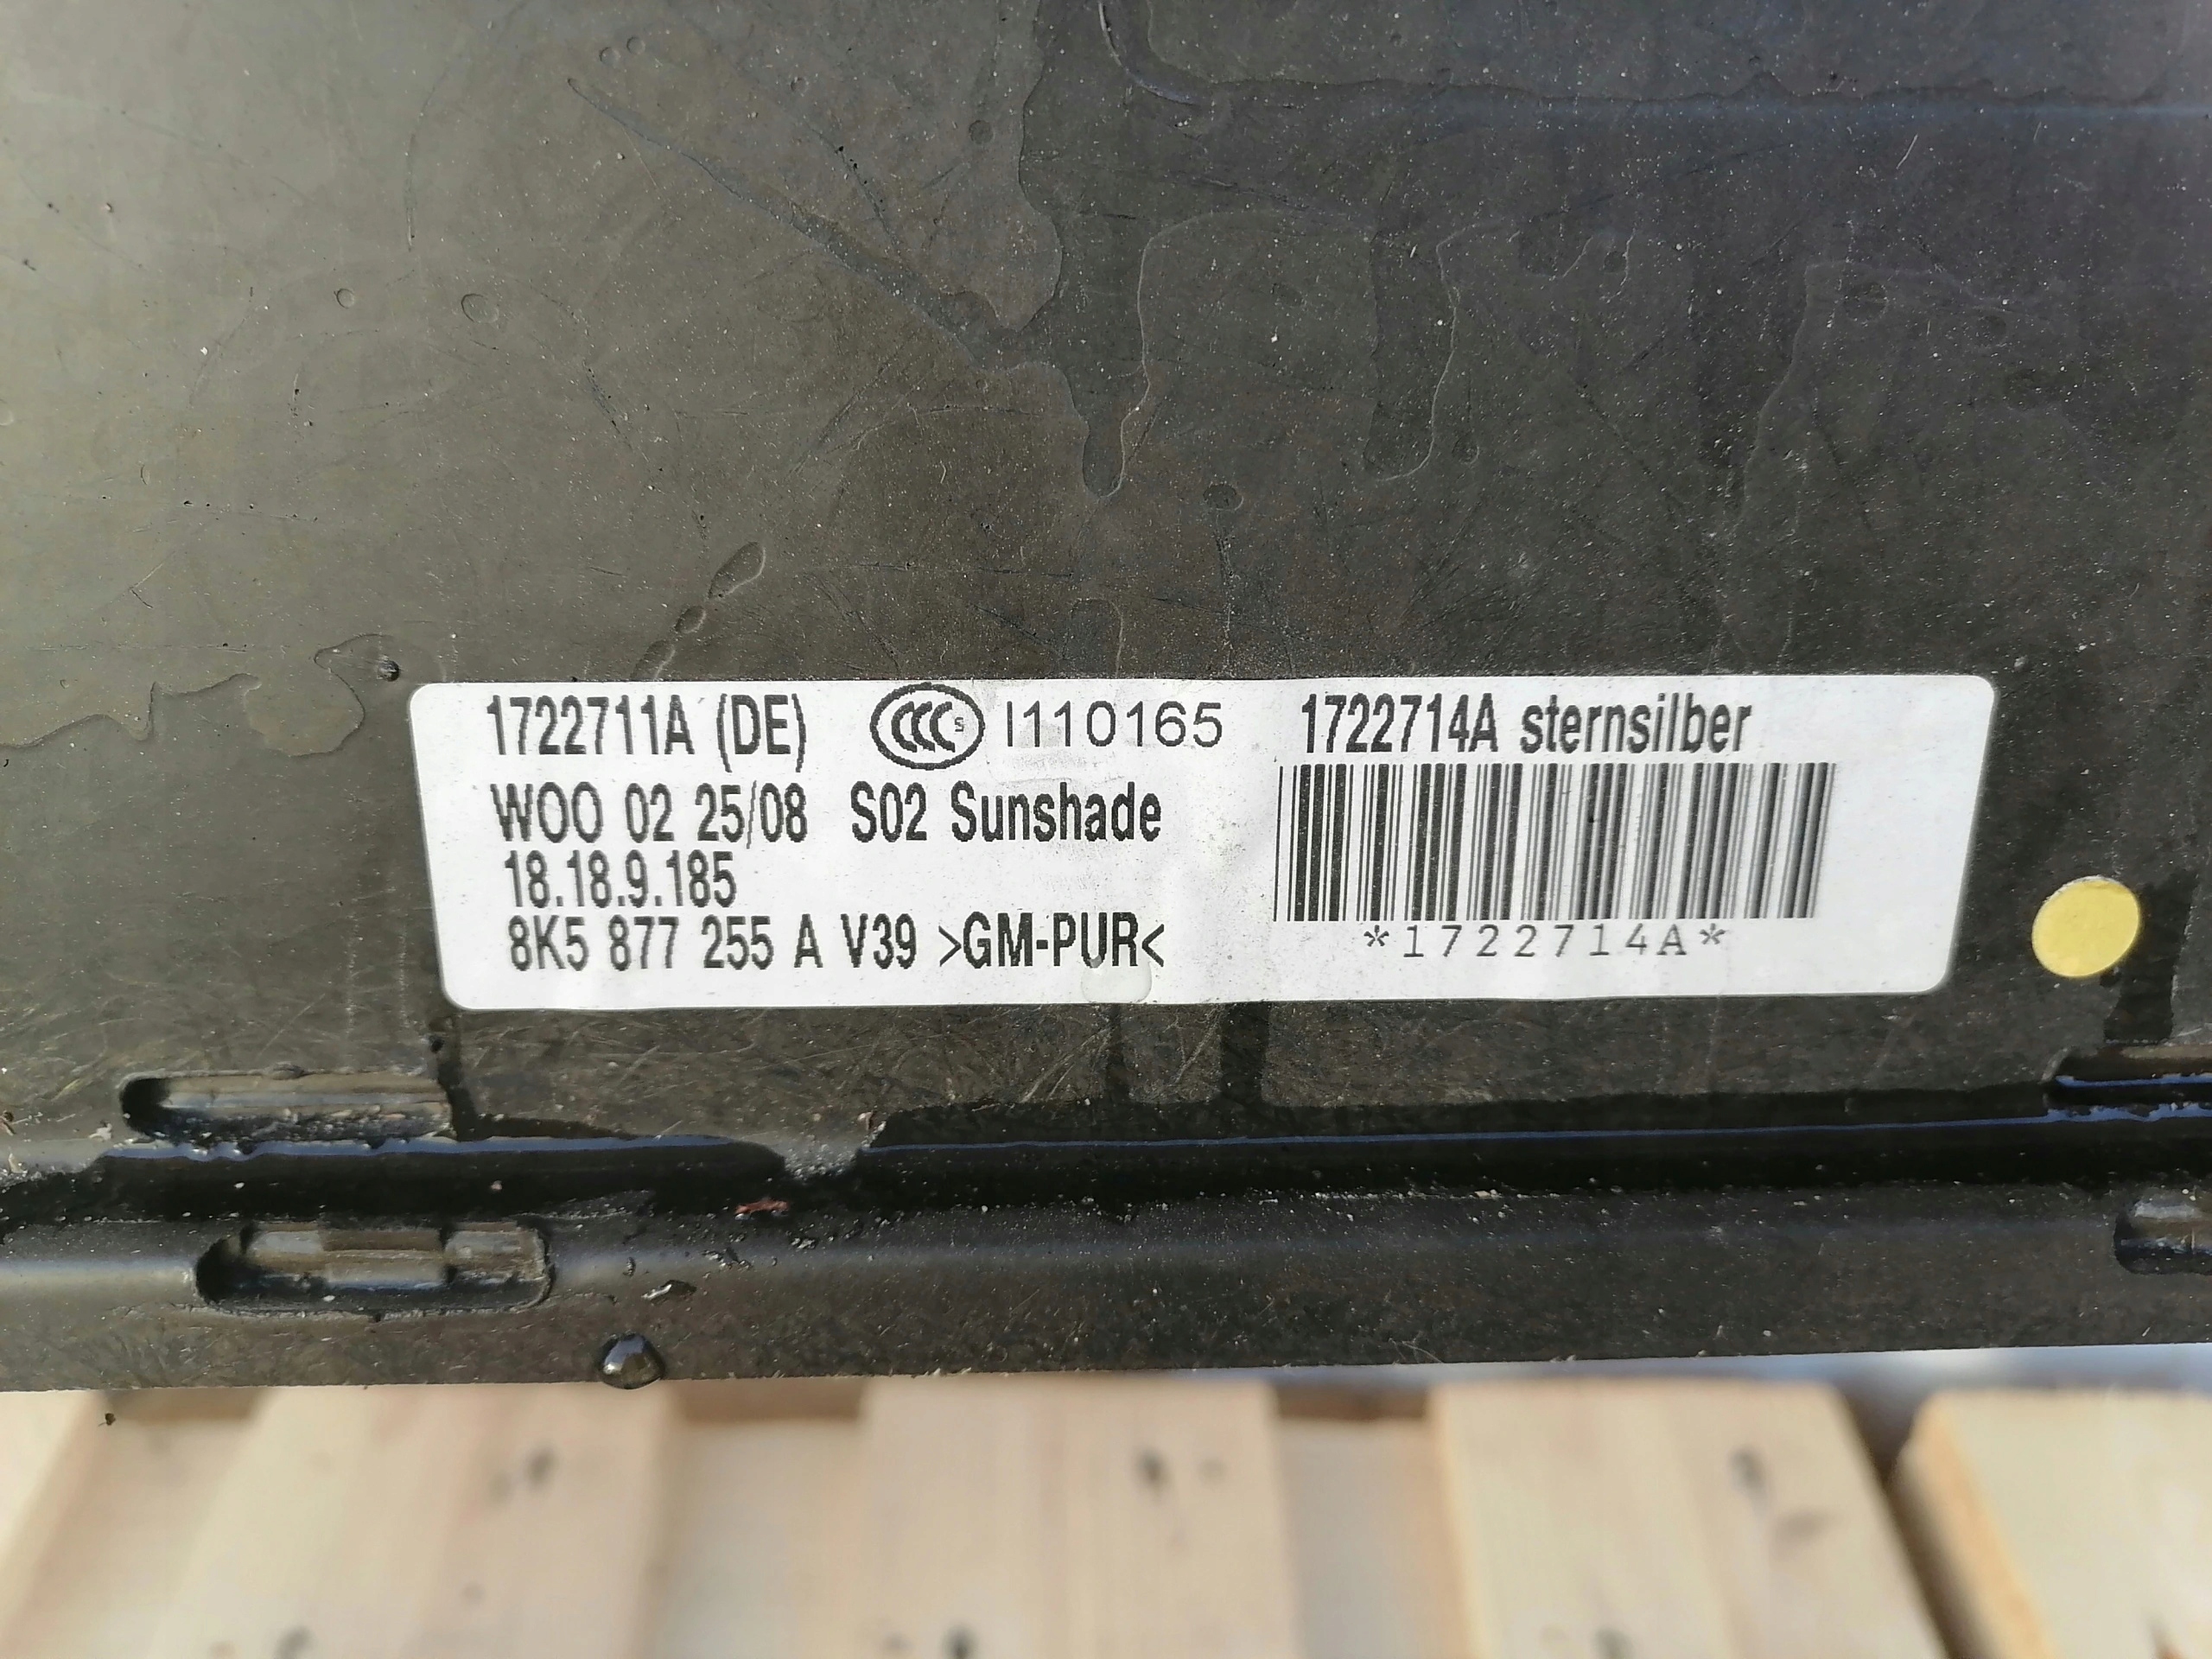 1722711A (DE) CCC S I110165 1722714A sternsilber
WOO 02 25/08 S02 Sunshade
18.18.9.185
8K5 877 255 A V39 >GM-PUR<
*1722714A*